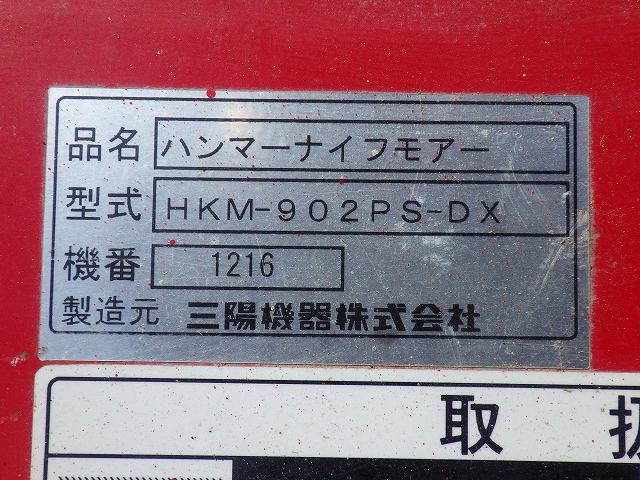 品名 ハンマーナイフモアー
型式 HKM-902PS-DX
機番 1216
製造元 三陽機器株式会社
取扱